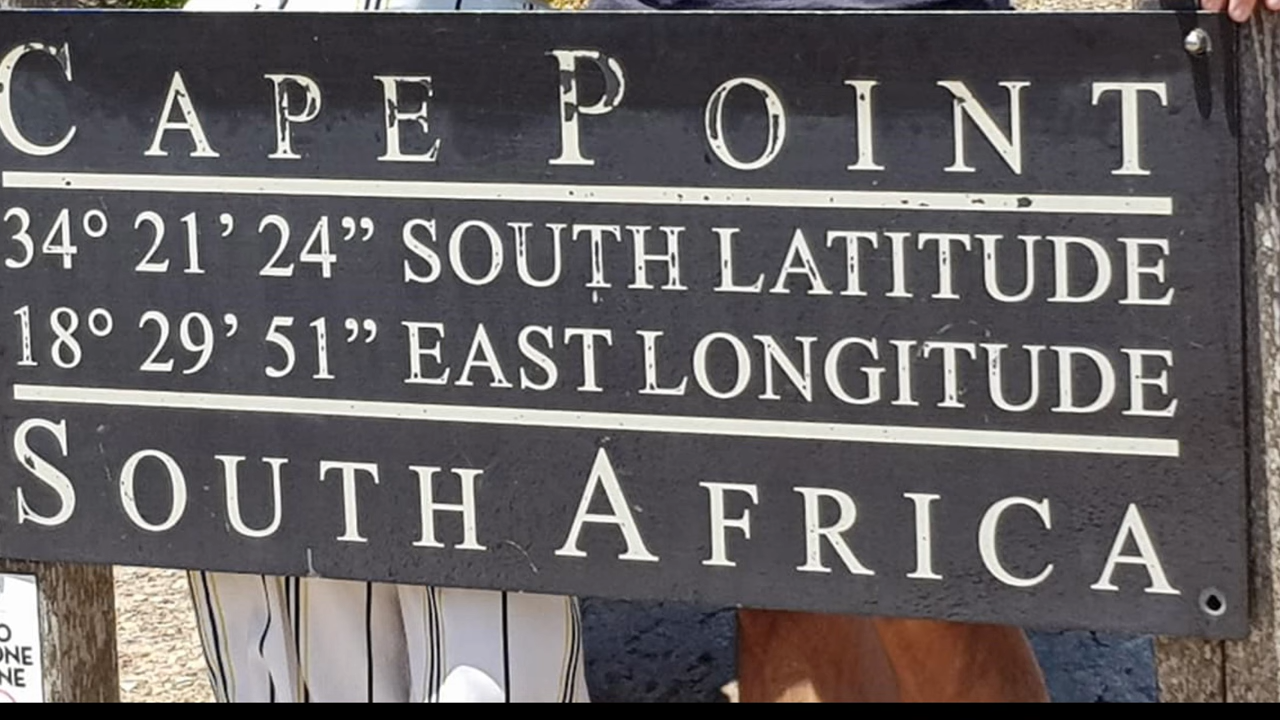 CAPE POINT
34° 21’ 24” SOUTH LATITUDE
18° 29’ 51” EAST LONGITUDE
SOUTH AFRICA